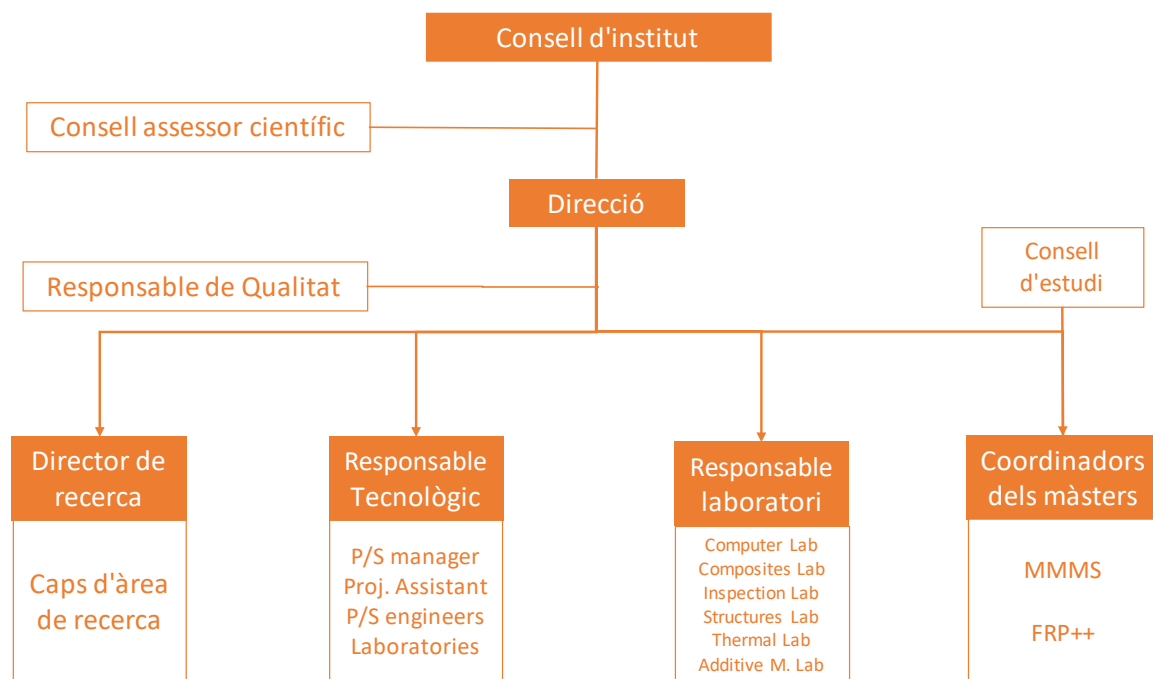 Consell d'institut
Consell assessor científic
Direcció
Responsable de Qualitat
Consell
d'estudi
Director de
recerca
Caps d'àrea
de recerca
Responsable
Tecnològic
P/S manager
Proj. Assistant
P/S engineers
Laboratories
Responsable
laboratori
Computer Lab
Composites Lab
Inspection Lab
Structures Lab
Thermal Lab
Additive M. Lab
Coordinadors
dels màsters
MMMS
FRP++